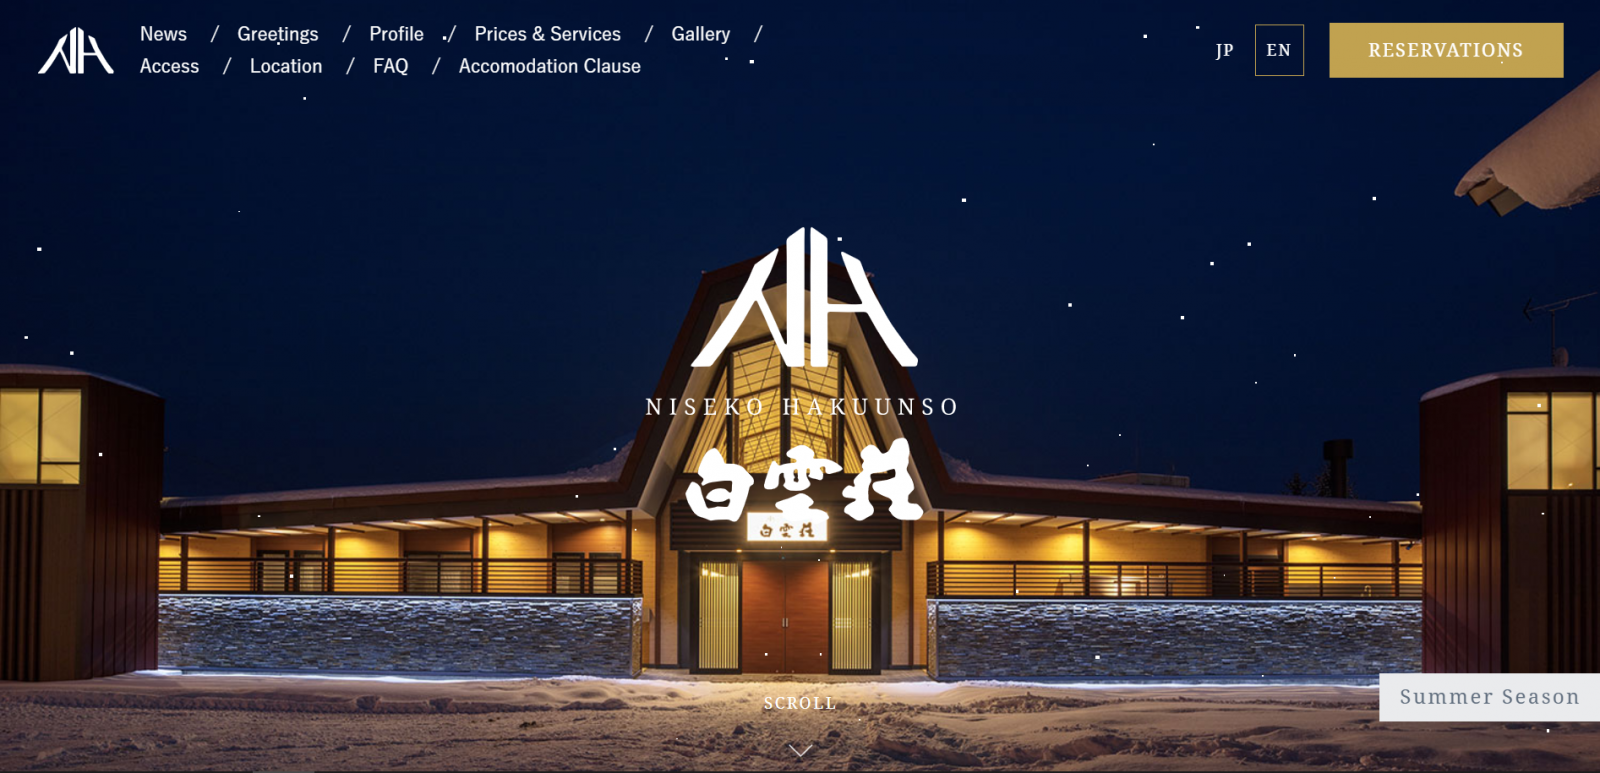 News / Greetings / Profile / Prices & Services / Gallery /
Access / Location / FAQ / Accomodation Clause
JP EN RESERVATIONS
NISEKO HAKUUNSO
白雲荘
白雲荘
SCROLL
Summer Season